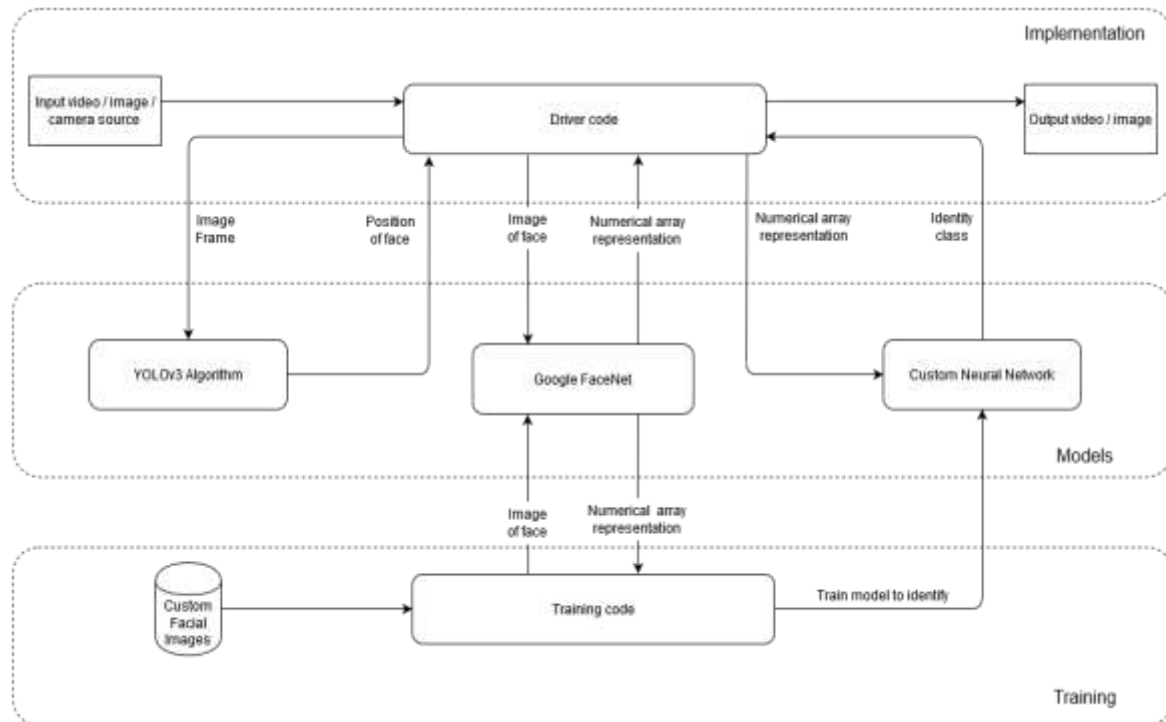 Implementation
Input video / image /
camera source
Driver code
Output video / image
Image
Frame
Position
of face
Image
of face
Numerical array
representation
Numerical array
representation
Identity
class
YOLOv3 Algorithm
Google FaceNet
Custom Neural Network
Models
Image
of face
Numerical array
representation
Custom
Facial
Images
Training code
Train model to identify
Training